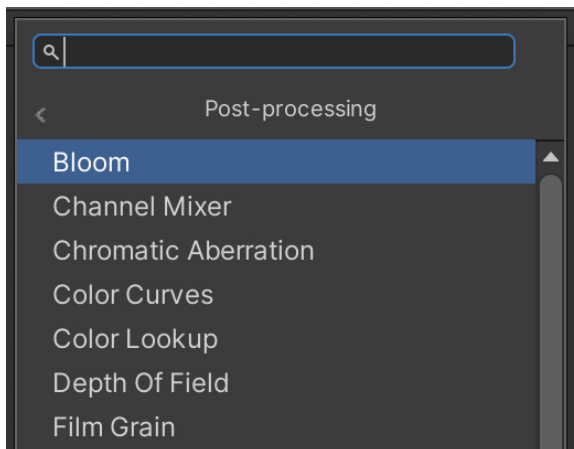 Post-processing
Bloom
Channel Mixer
Chromatic Aberration
Color Curves
Color Lookup
Depth Of Field
Film Grain